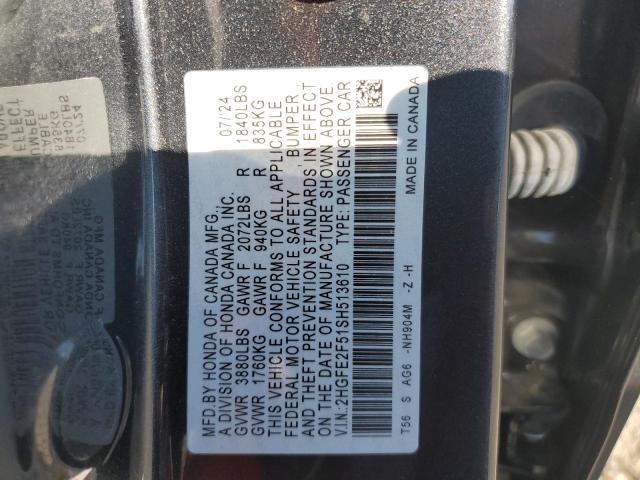 MFD.BY HONDA OF CANADA MFG. 07/24
A DIVISION OF HONDA CANADA INC.
GVWR 3880LBS GAWR F 2072LBS R 1840LBS
GVWR 1760KG GAWR F 940KG R 835KG
THIS VEHICLE CONFORMS TO ALL APPLICABLE
FEDERAL MOTOR VEHICLE SAFETY, BUMPER,
AND THEFT PREVENTION STANDARDS IN EFFECT
ON THE DATE OF MANUFACTURE SHOWN ABOVE.
V.I.N.:2HGFE2F51SH513610 TYPE: PASSENGER CAR
T56 S AG6 -NH904M -Z -H
MADE IN CANADA